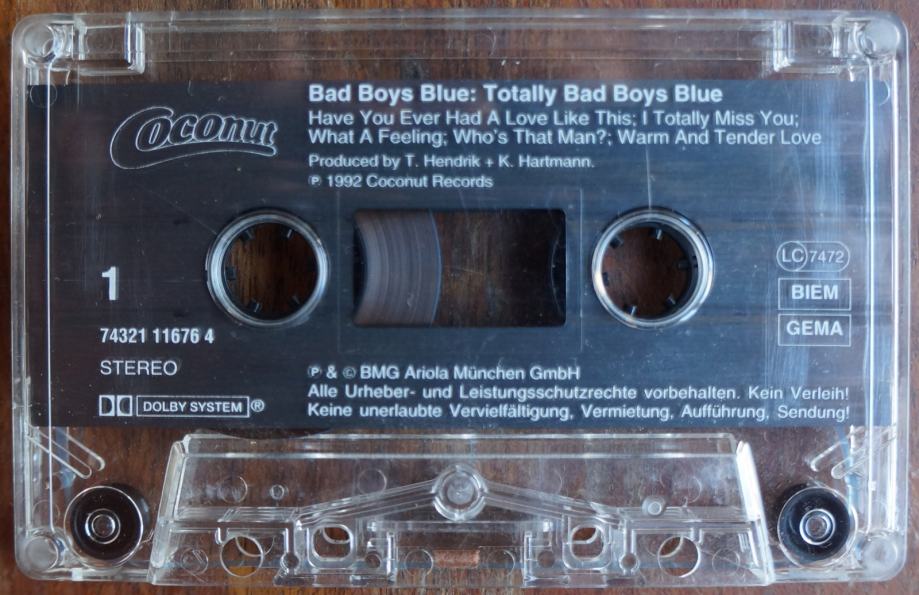 Coconut
Bad Boys Blue: Totally Bad Boys Blue
Have You Ever Had A Love Like This; I Totally Miss You;
What A Feeling; Who's That Man?; Warm And Tender Love
Produced by T. Hendrik + K. Hartmann.
℗ 1992 Coconut Records
1
74321 11676 4
STEREO
DOLBY SYSTEM ®
LC 7472
BIEM
GEMA
℗ & © BMG Ariola München GmbH
Alle Urheber- und Leistungsschutzrechte vorbehalten. Kein Verleih!
Keine unerlaubte Vervielfältigung, Vermietung, Aufführung, Sendung!